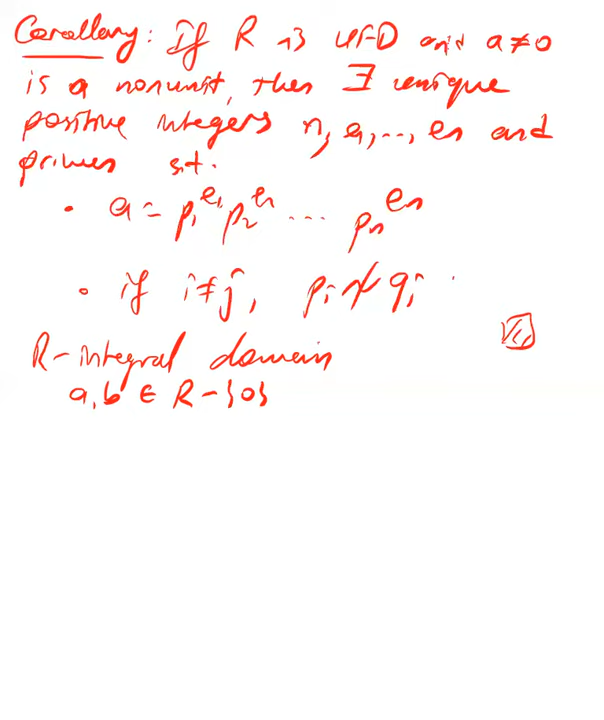 Corollary: If R is UFD and a≠0
is a nonunit, then ∃ unique
positive integers n, e₁,..., en and
primes s.t.
• a = p₁^e₁ p₂^e₂ ... pn^en
• if i≠j, pᵢ ≁ qⱼ.
R-integral domain
a, b ∈ R-{0}